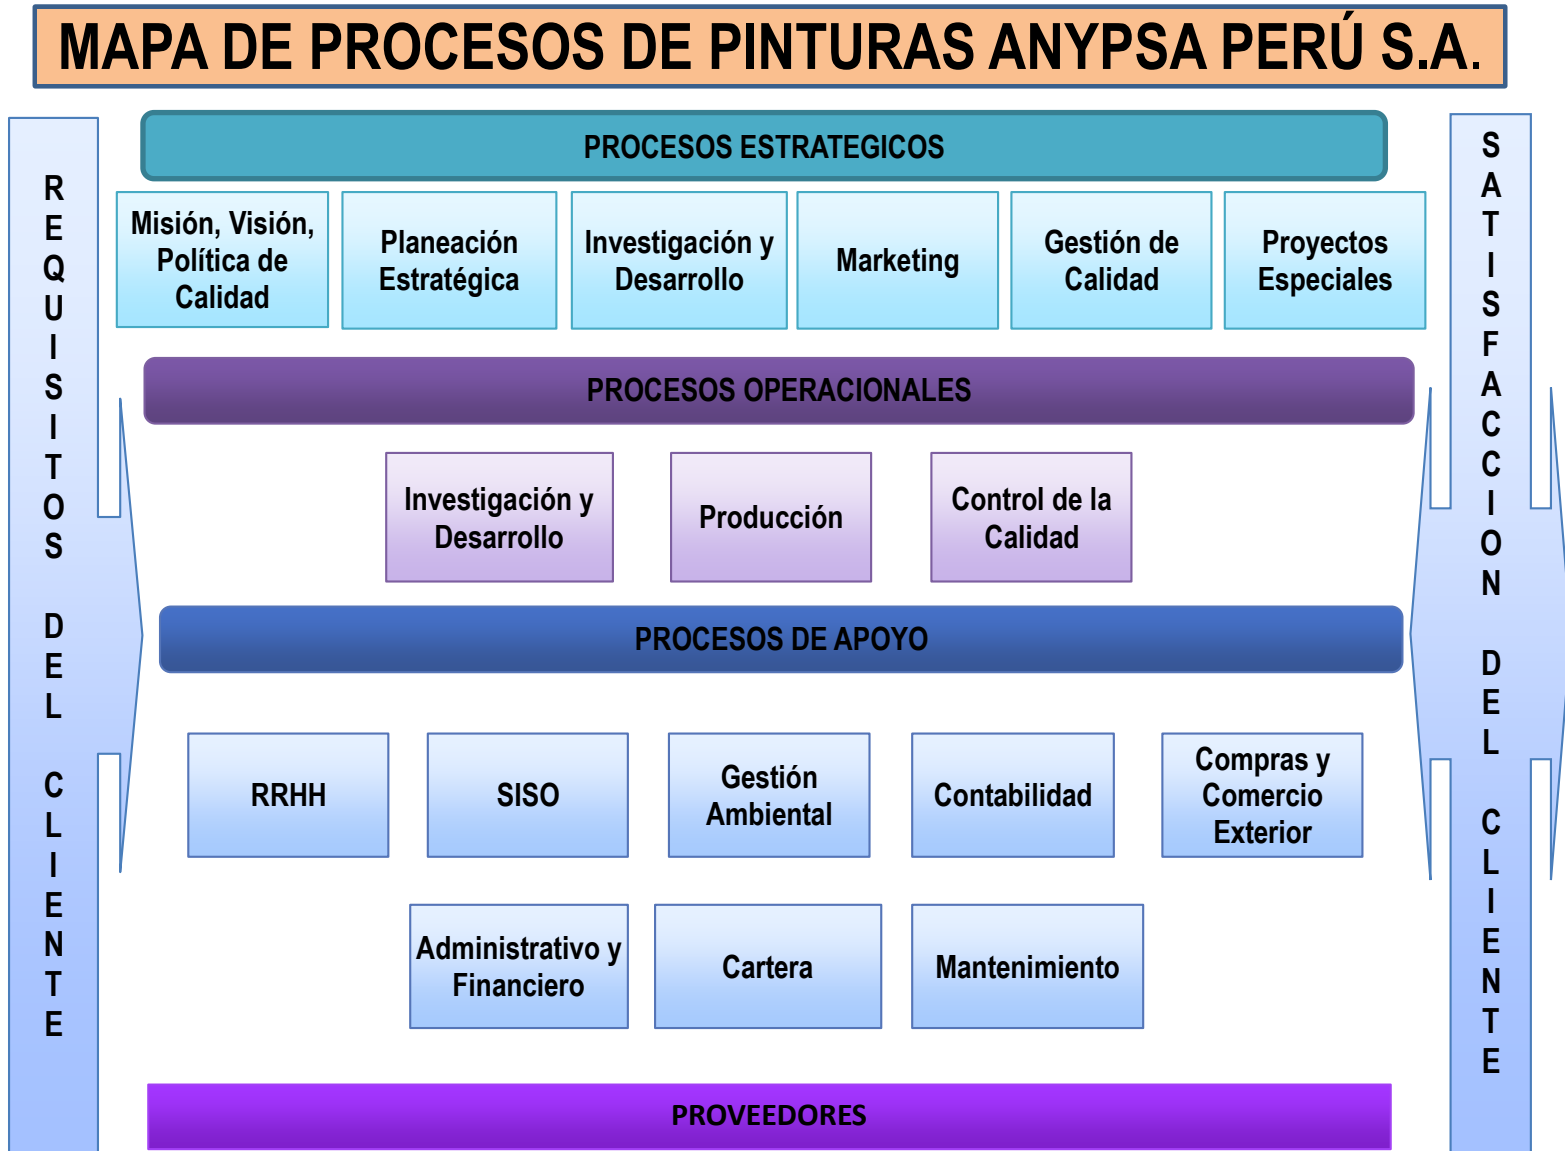 MAPA DE PROCESOS DE PINTURAS ANYPSA PERÚ S.A.
REQUISITOS DEL CLIENTE
PROCESOS ESTRATEGICOS
Misión, Visión,
Política de
Calidad
Planeación
Estratégica
Investigación y
Desarrollo
Marketing
Gestión de
Calidad
Proyectos
Especiales
PROCESOS OPERACIONALES
Investigación y
Desarrollo
Producción
Control de la
Calidad
PROCESOS DE APOYO
RRHH
SISO
Gestión
Ambiental
Contabilidad
Compras y
Comercio
Exterior
Administrativo y
Financiero
Cartera
Mantenimiento
PROVEEDORES
SATISFACCION DEL CLIENTE